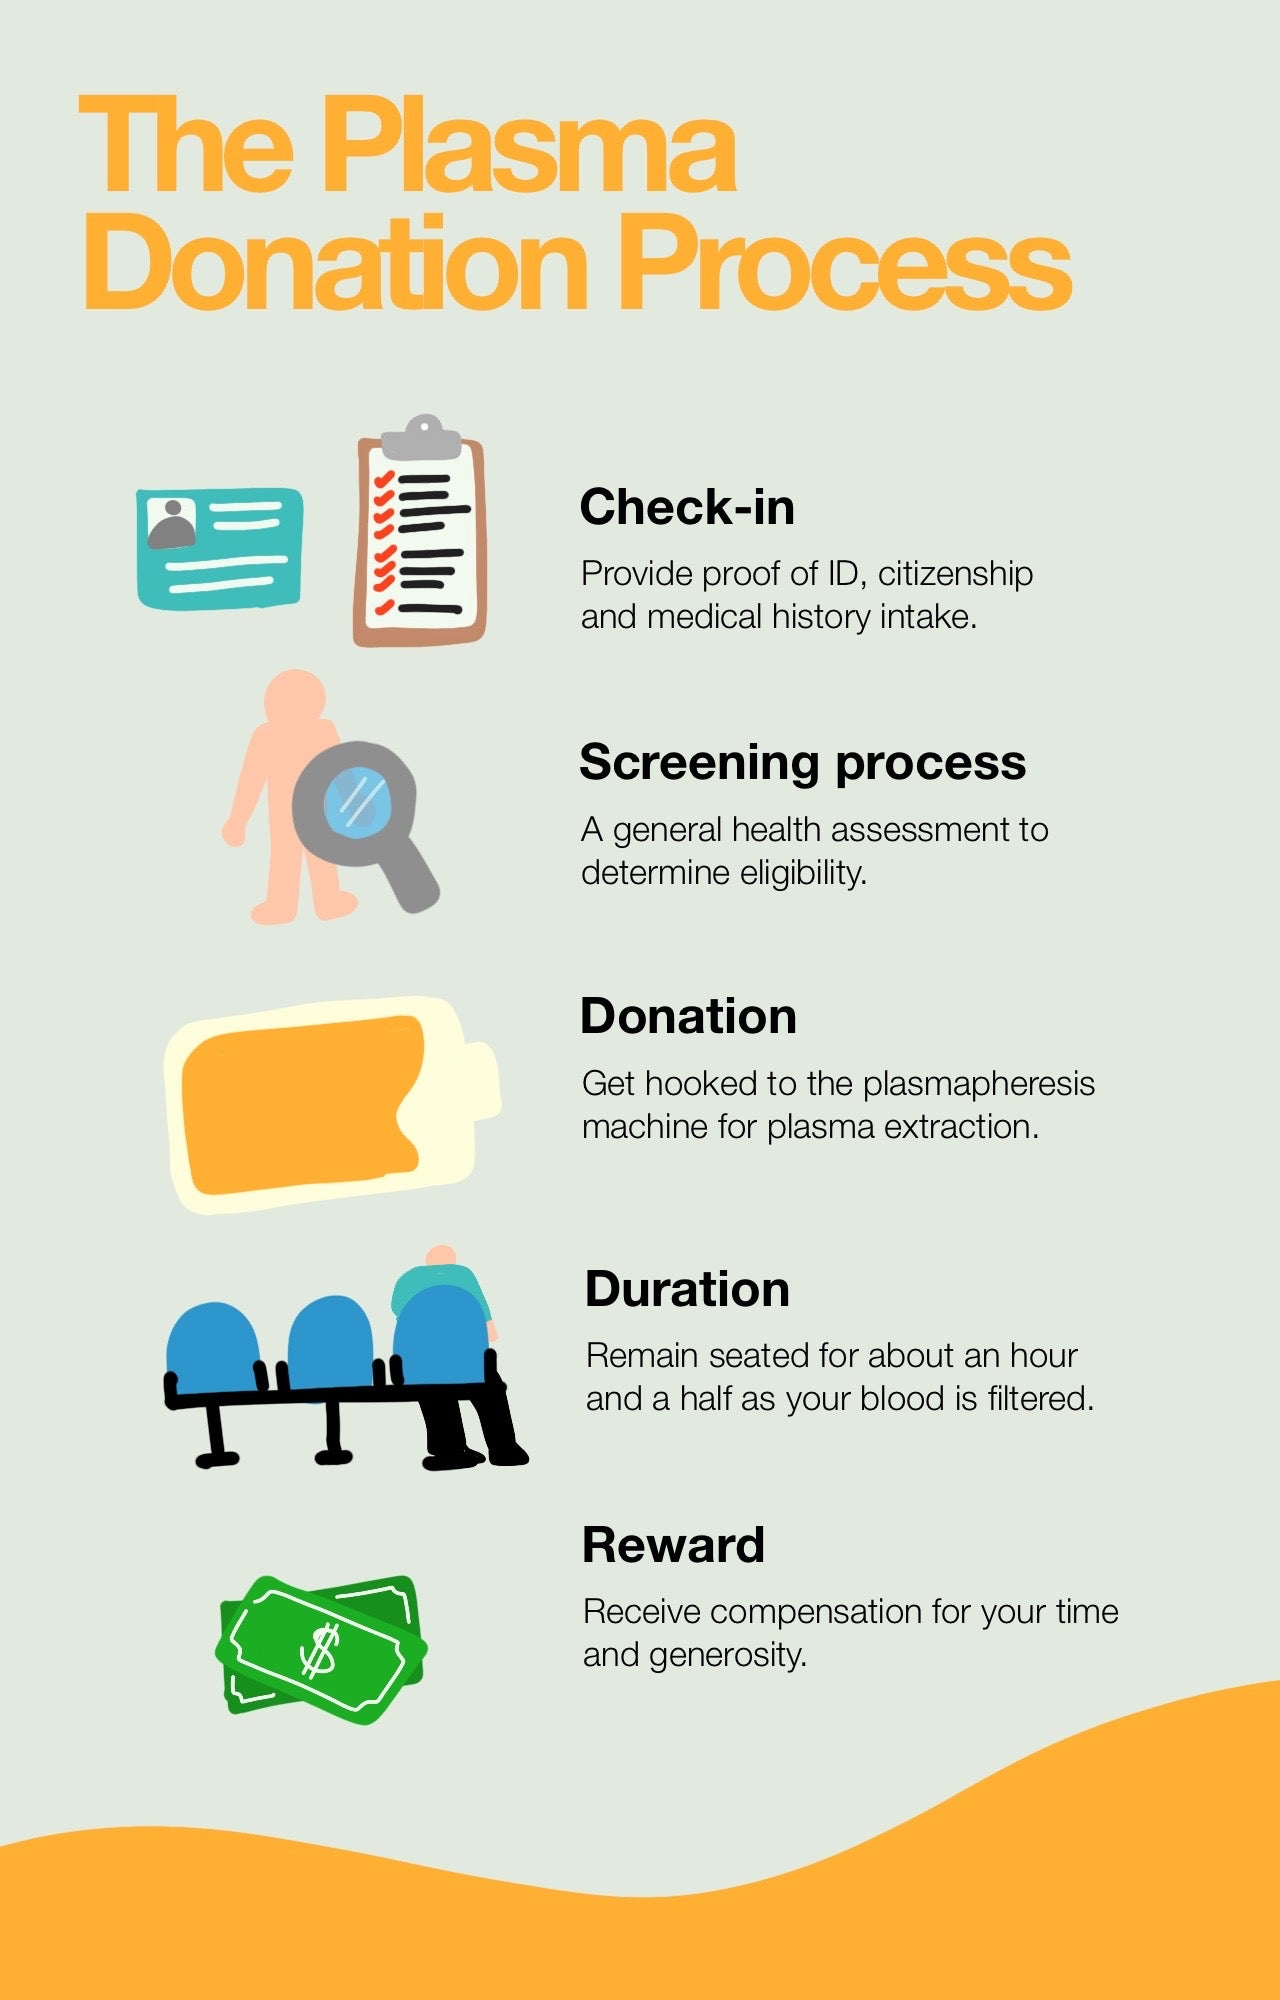 The Plasma
Donation Process
Check-in
Provide proof of ID, citizenship
and medical history intake.
Screening process
A general health assessment to
determine eligibility.
Donation
Get hooked to the plasmapheresis
machine for plasma extraction.
Duration
Remain seated for about an hour
and a half as your blood is filtered.
$
Reward
Receive compensation for your time
and generosity.